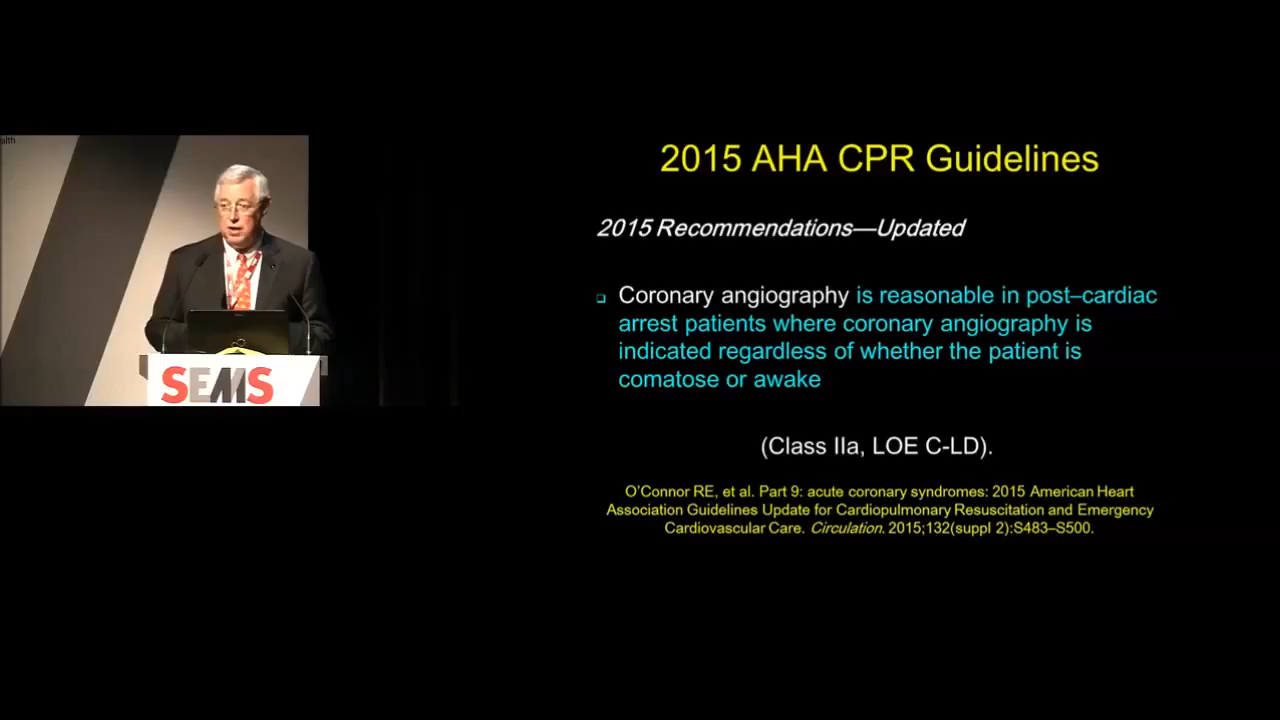 alth
SEMS
2015 AHA CPR Guidelines
2015 Recommendations—Updated
❑ Coronary angiography is reasonable in post–cardiac
arrest patients where coronary angiography is
indicated regardless of whether the patient is
comatose or awake
(Class IIa, LOE C-LD).
O’Connor RE, et al. Part 9: acute coronary syndromes: 2015 American Heart
Association Guidelines Update for Cardiopulmonary Resuscitation and Emergency
Cardiovascular Care. Circulation. 2015;132(suppl 2):S483–S500.